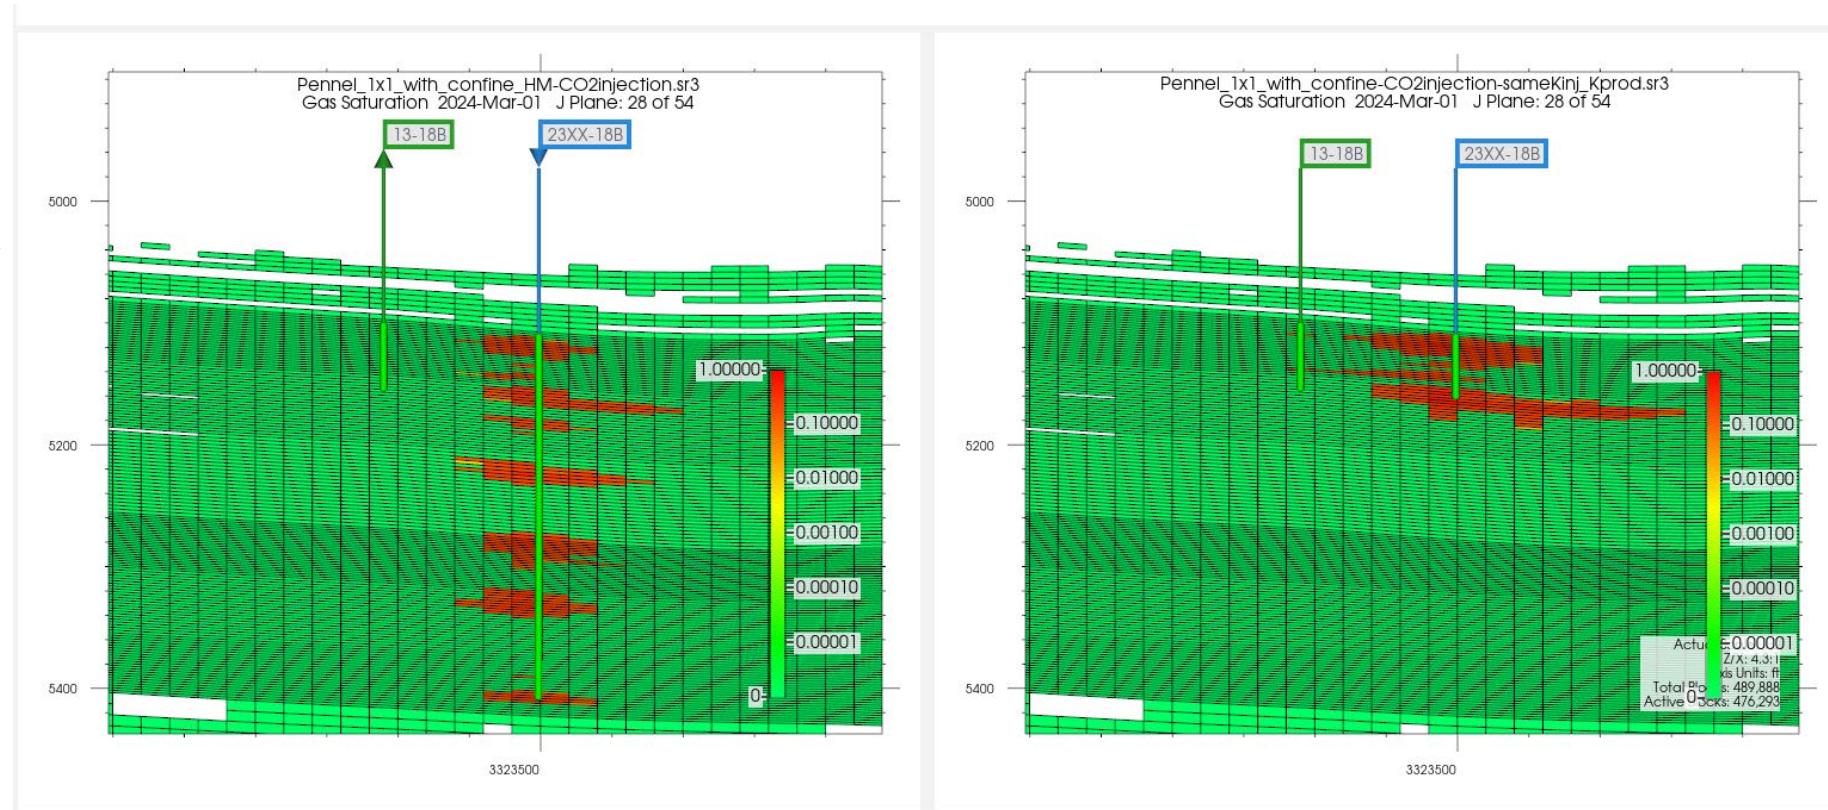 Pennel_1x1_with_confine_HM-CO2injection.sr3
Gas Saturation 2024-Mar-01 J Plane: 28 of 54
13-18B
23XX-18B
5000
5200
5400
1.00000
0.10000
0.01000
0.00100
0.00010
0.00001
0
3323500
Pennel_1x1_with_confine-CO2injection-sameKinj_Kprod.sr3
Gas Saturation 2024-Mar-01 J Plane: 28 of 54
13-18B
23XX-18B
5000
5200
5400
1.00000
0.10000
0.01000
0.00100
0.00010
0.00001
0
Z/X: 4.3:1
Units: ft
Total 489,888
Active 476,293
3323500